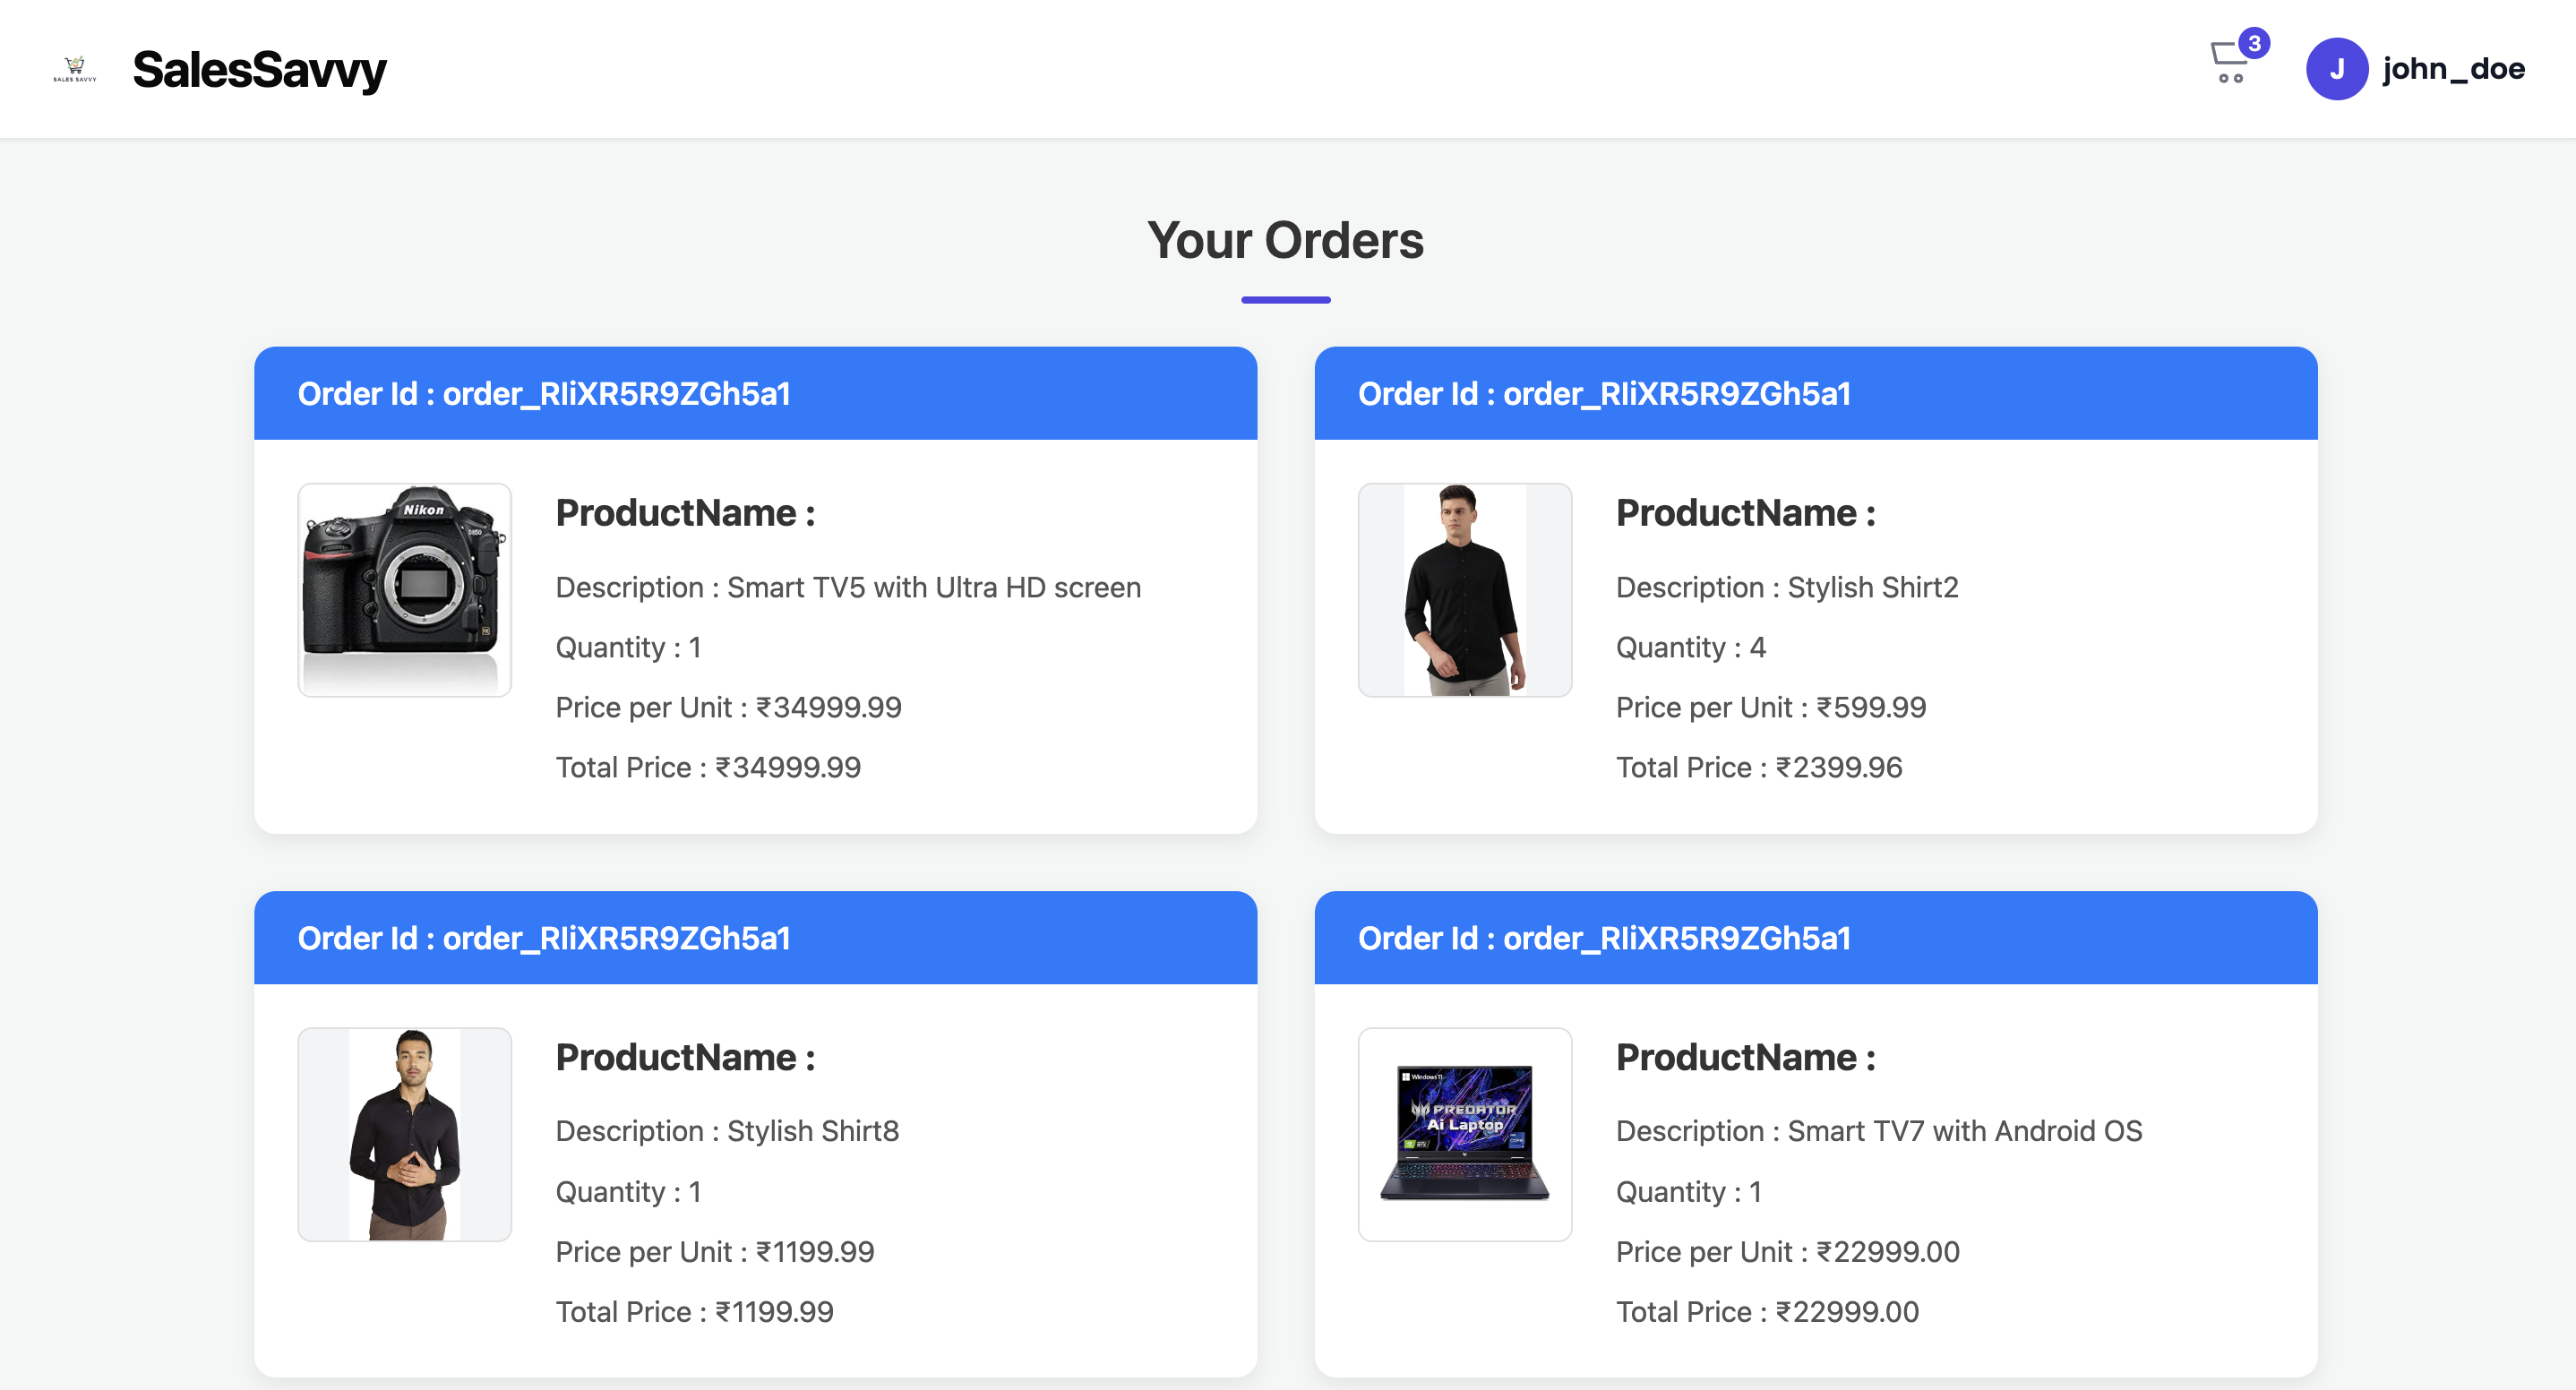 SALES SAVVY
SalesSavvy
3
J
john_doe
Your Orders
Order Id : order_RIiXR5R9ZGh5a1
Nikon
D850
ProductName :
Description : Smart TV5 with Ultra HD screen
Quantity : 1
Price per Unit : ₹34999.99
Total Price : ₹34999.99
Order Id : order_RIiXR5R9ZGh5a1
ProductName :
Description : Stylish Shirt2
Quantity : 4
Price per Unit : ₹599.99
Total Price : ₹2399.96
Order Id : order_RIiXR5R9ZGh5a1
ProductName :
Description : Stylish Shirt8
Quantity : 1
Price per Unit : ₹1199.99
Total Price : ₹1199.99
Order Id : order_RIiXR5R9ZGh5a1
Windows 11
PREDATOR
Ai Laptop
ProductName :
Description : Smart TV7 with Android OS
Quantity : 1
Price per Unit : ₹22999.00
Total Price : ₹22999.00